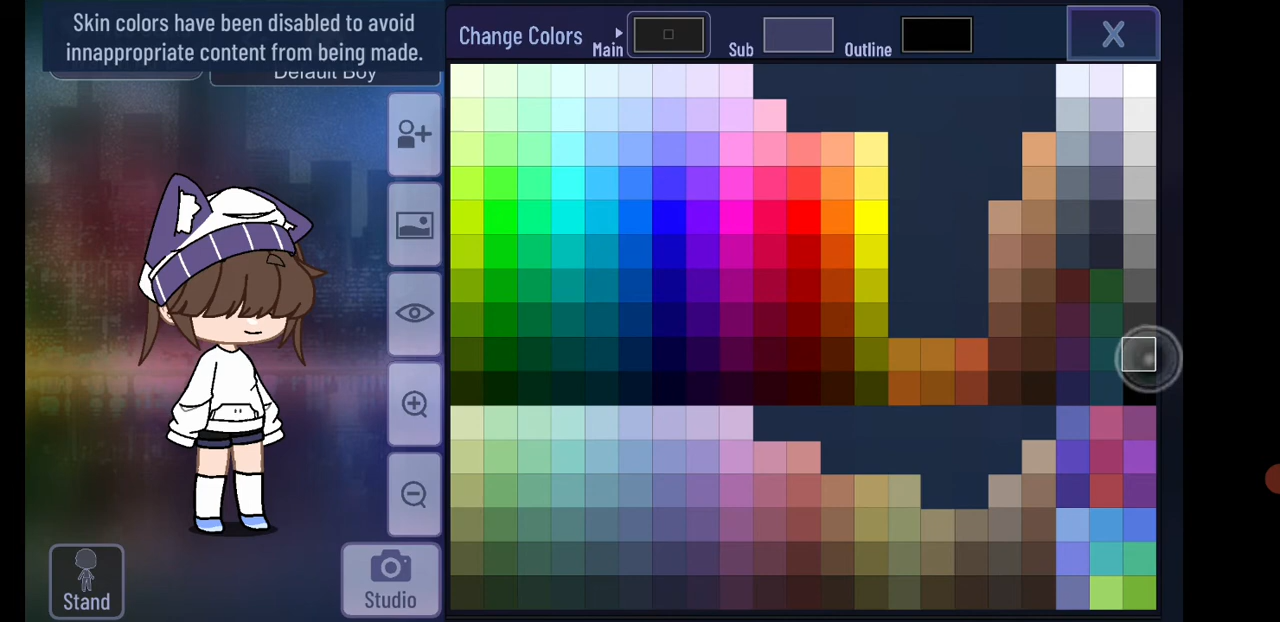 Skin colors have been disabled to avoid
innappropriate content from being made.
Default Boy
Change Colors
Main
Sub
Outline
X
Stand
Studio